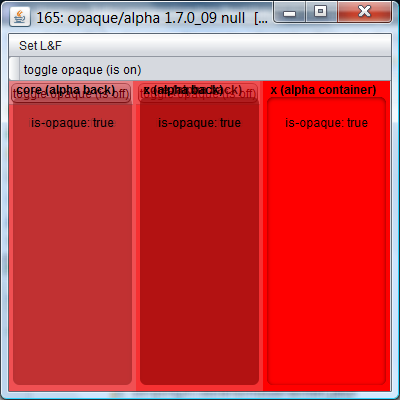 165: opaque/alpha 1.7.0_09 null [...
Set L&F
toggle opaque (is on)
core (alpha back) x (alpha back) x (alpha container)
toggle opaque (is off) toggle opaque (is off)
is-opaque: true is-opaque: true is-opaque: true